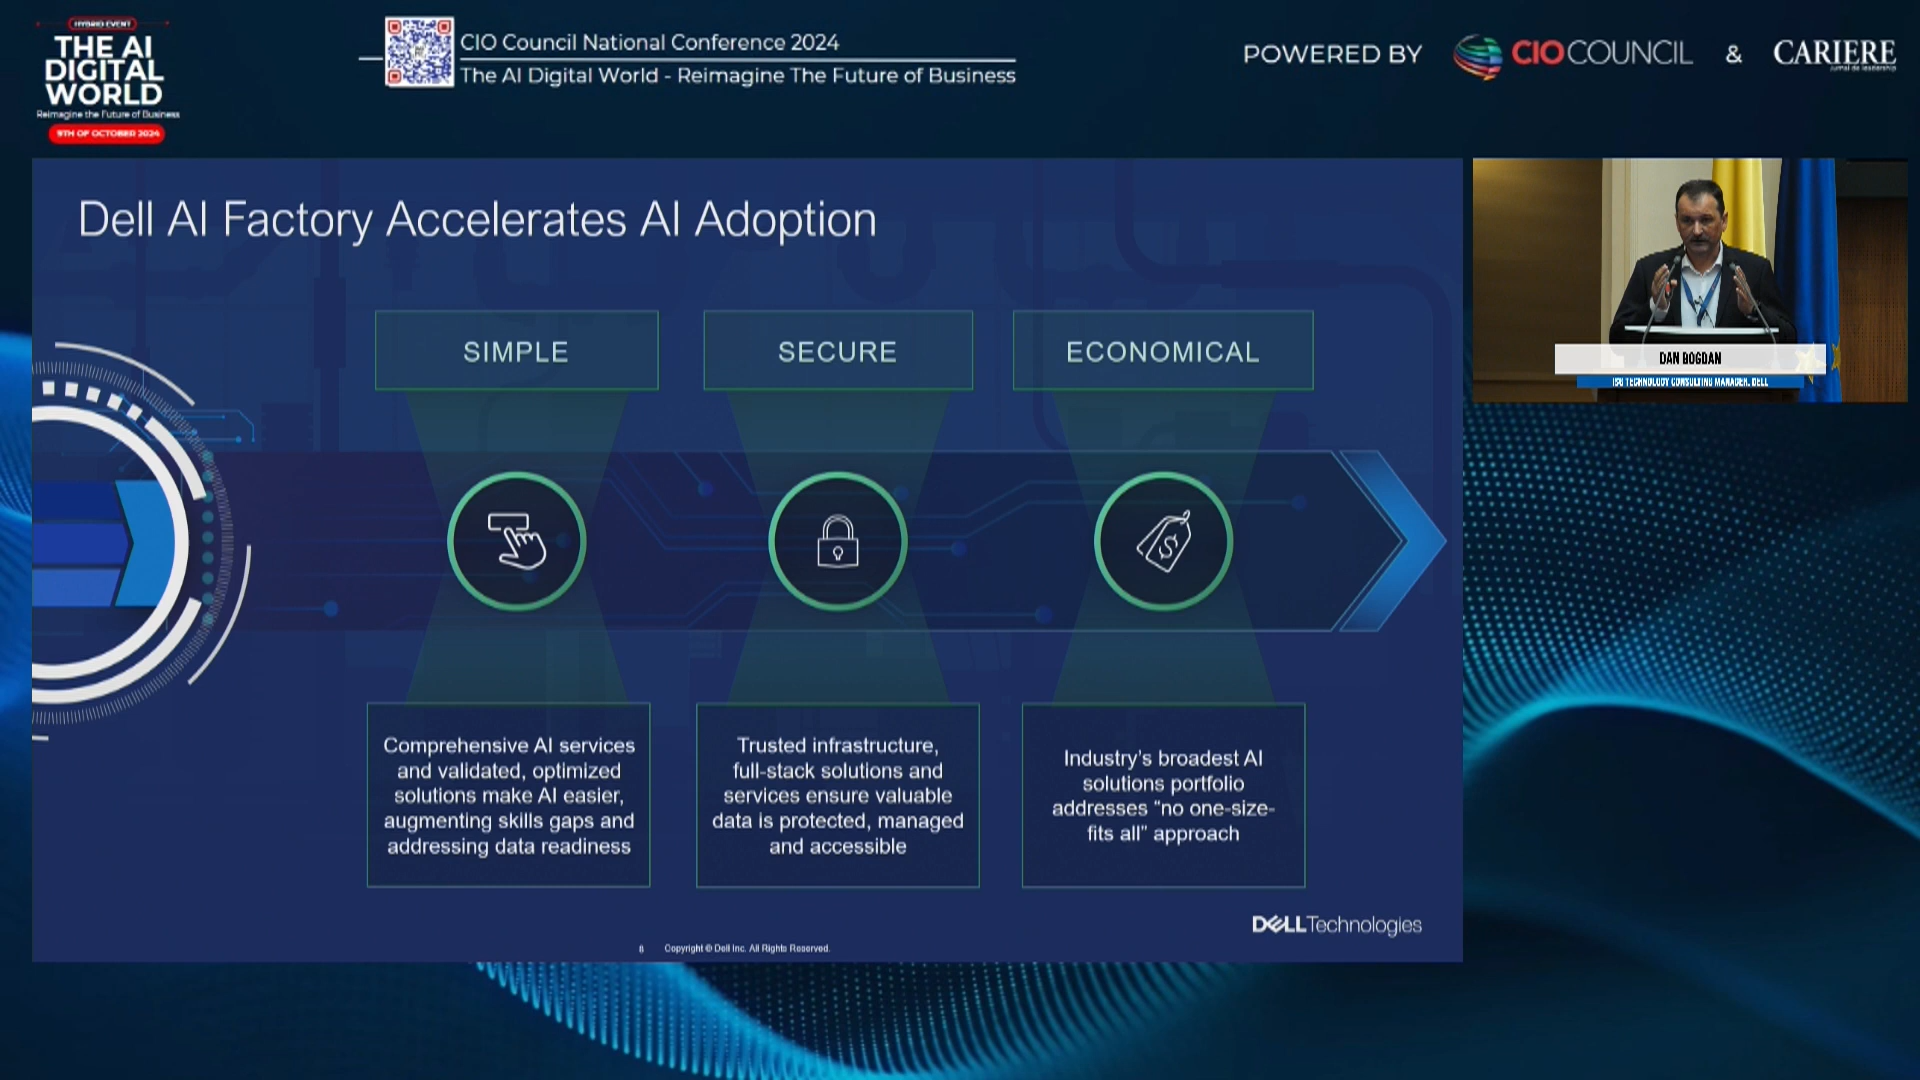 HYBRID EVENT
THE AI
DIGITAL
WORLD
Reimagine the Future of Business
9TH OF OCTOBER 2024
CIO Council National Conference 2024
The AI Digital World - Reimagine The Future of Business
POWERED BY
CIOCOUNCIL
&
CARIERE
Dell AI Factory Accelerates AI Adoption
SIMPLE
SECURE
ECONOMICAL
Comprehensive AI services
and validated, optimized
solutions make AI easier,
augmenting skills gaps and
addressing data readiness
Trusted infrastructure,
full-stack solutions and
services ensure valuable
data is protected, managed
and accessible
Industry’s broadest AI
solutions portfolio
addresses “no one-size-
fits all” approach
DELLTechnologies
Copyright © Dell Inc. All Rights Reserved.
DAN BOGDAN
ISG TECHNOLOGY CONSULTING MANAGER, DELL